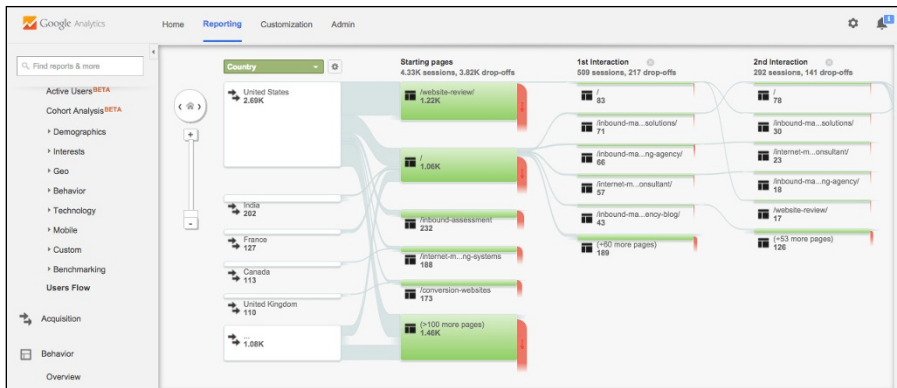 Google Analytics
Home Reporting Customization Admin
1
Find reports & more
Active Users BETA
Cohort Analysis BETA
Demographics
Interests
Geo
Behavior
Technology
Mobile
Custom
Benchmarking
Users Flow
Acquisition
Behavior
Overview
Country
United States
2.69K
India
202
France
127
Canada
113
United Kingdom
110
...
1.08K
Starting pages
4.33K sessions, 3.82K drop-offs
/website-review/
1.22K
/
1.06K
/inbound-assessment
232
/internet-m...ng-systems
188
/conversion-websites
173
(>100 more pages)
1.46K
1st Interaction
509 sessions, 217 drop-offs
/
83
/inbound-ma...solutions/
71
/inbound-ma...ng-agency/
66
/internet-m...onsultant/
57
/inbound-ma...ency-blog/
43
(+60 more pages)
189
2nd Interaction
292 sessions, 141 drop-offs
/
78
/inbound-ma...solutions/
30
/internet-m...onsultant/
23
/inbound-ma...ng-agency/
18
/website-review/
17
(+53 more pages)
126